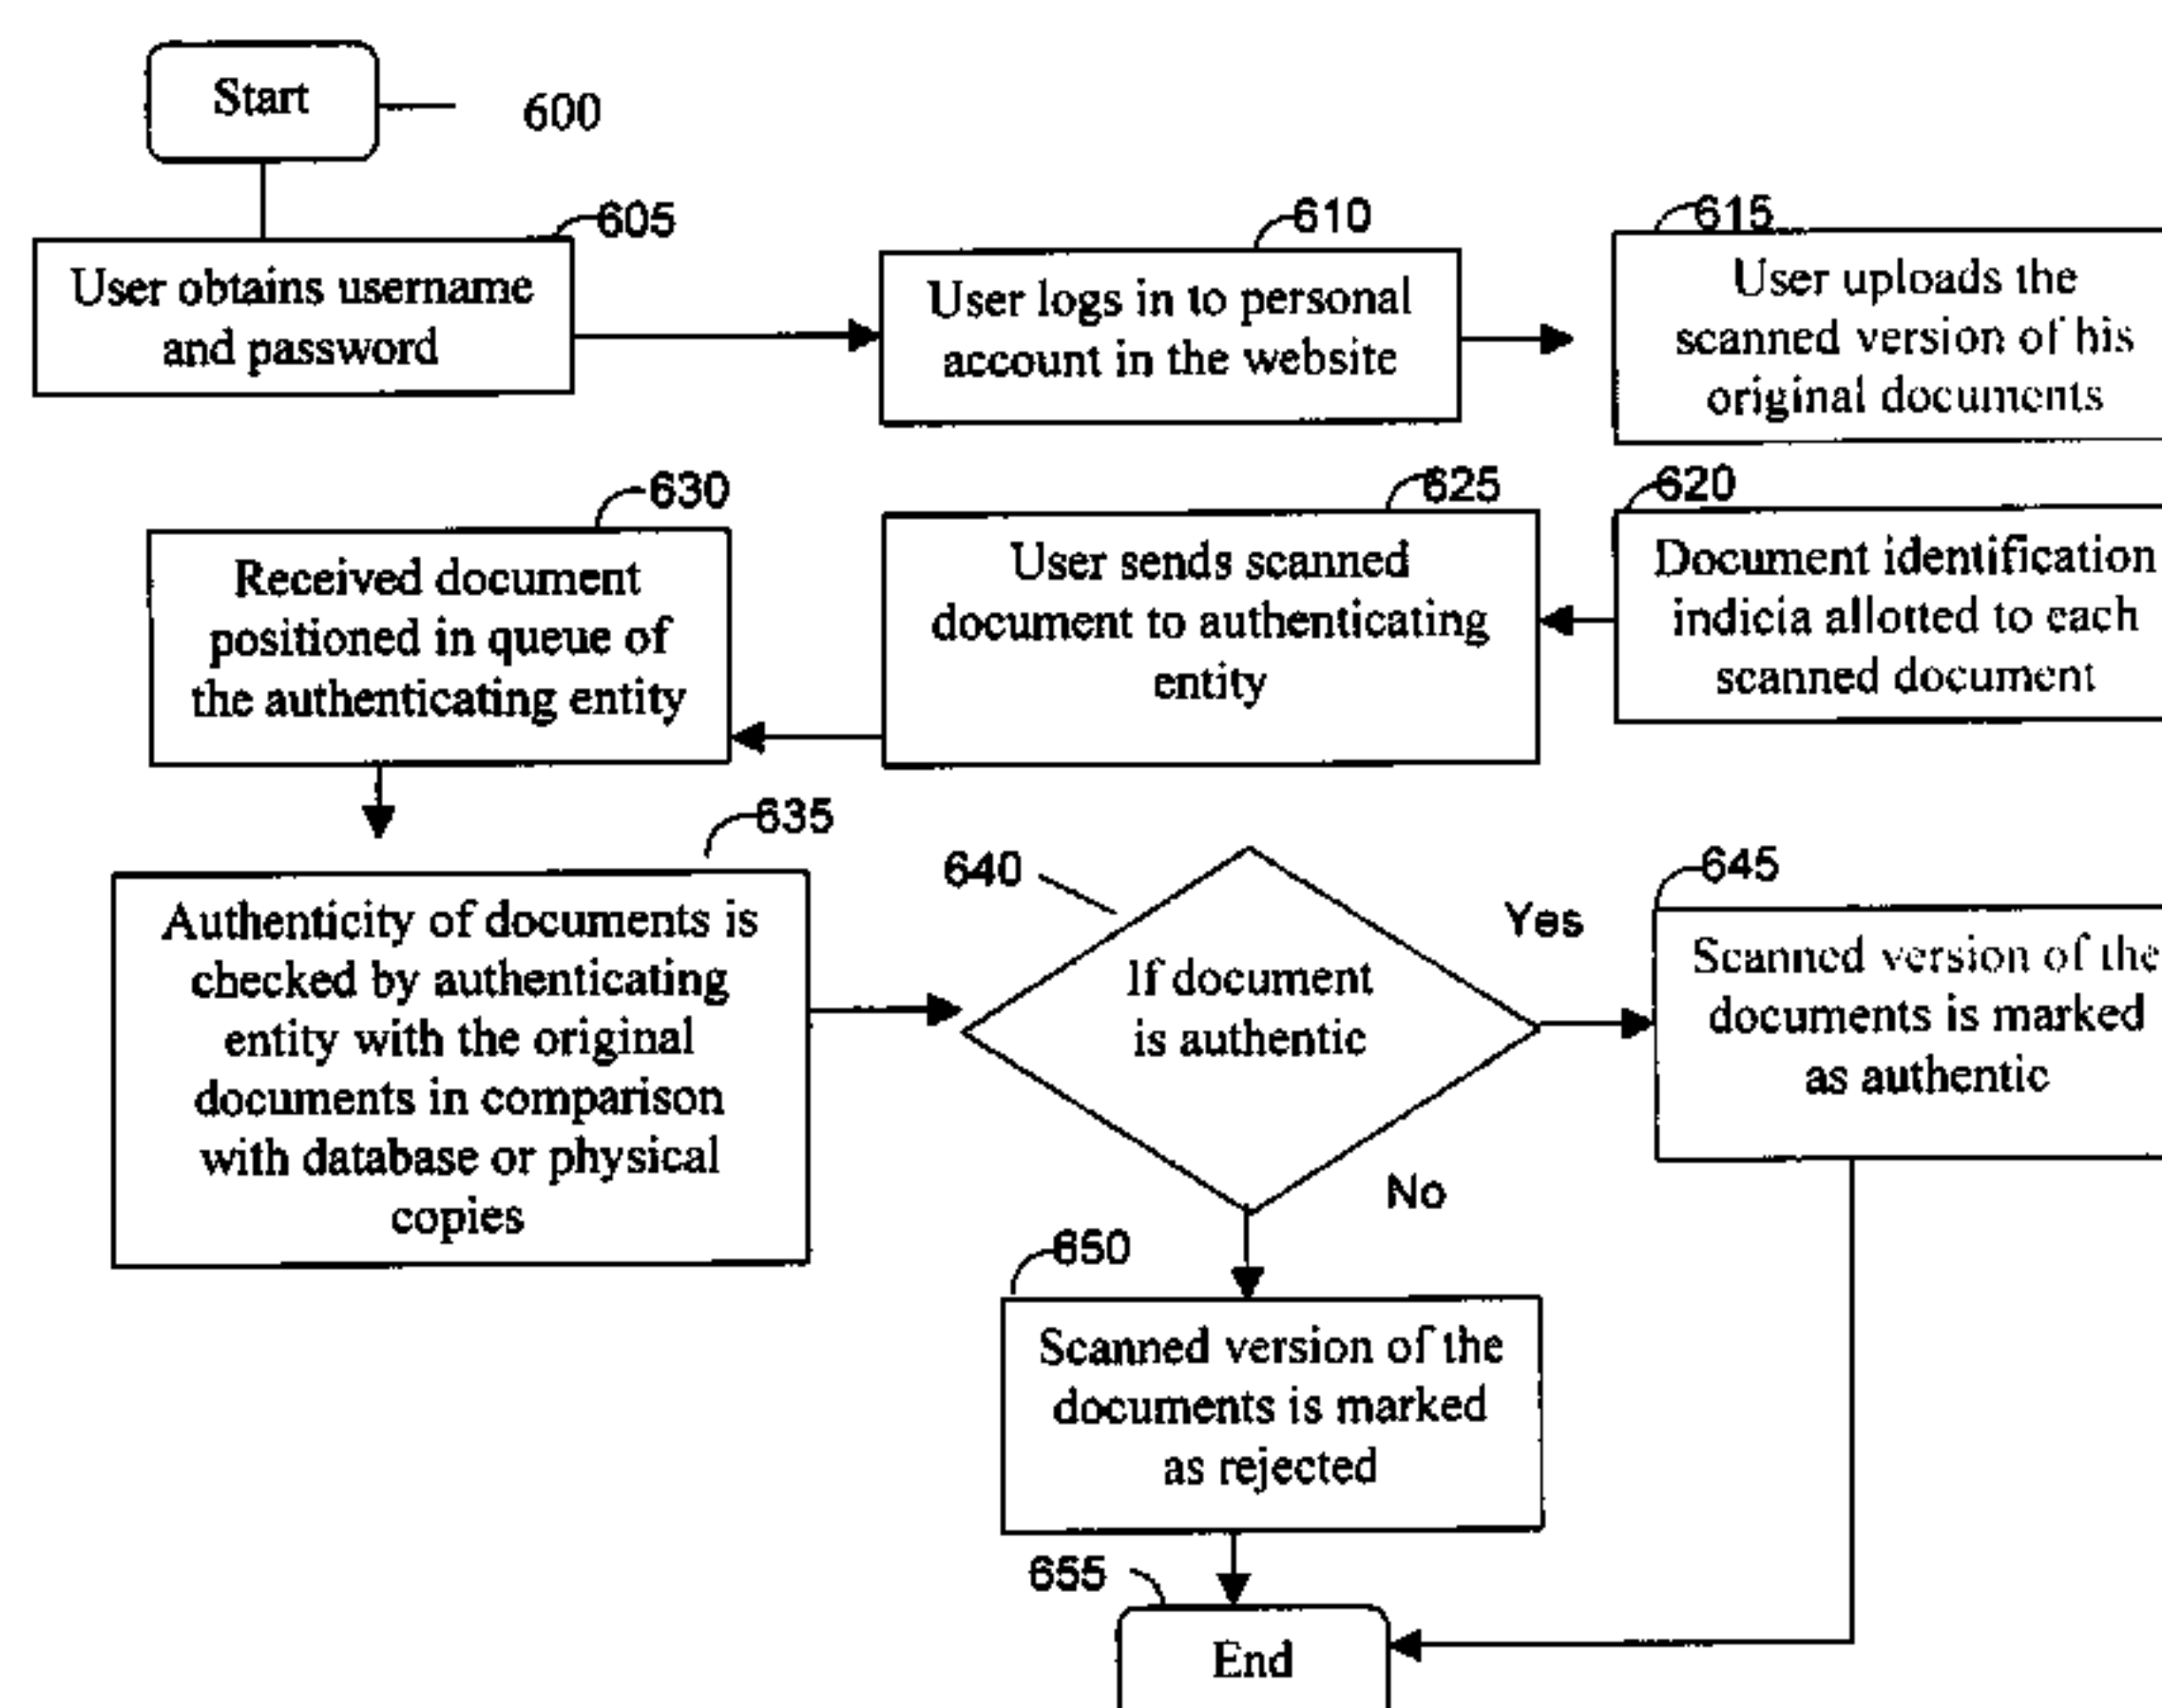 Start
600
605
User obtains username
and password
610
User logs in to personal
account in the website
615
User uploads the
scanned version of his
original documents
620
Document identification
indicia allotted to each
scanned document
625
User sends scanned
document to authenticating
entity
630
Received document
positioned in queue of
the authenticating entity
635
Authenticity of documents is
checked by authenticating
entity with the original
documents in comparison
with database or physical
copies
640
If document
is authentic
Yes
645
Scanned version of the
documents is marked
as authentic
No
650
Scanned version of the
documents is marked
as rejected
655
End